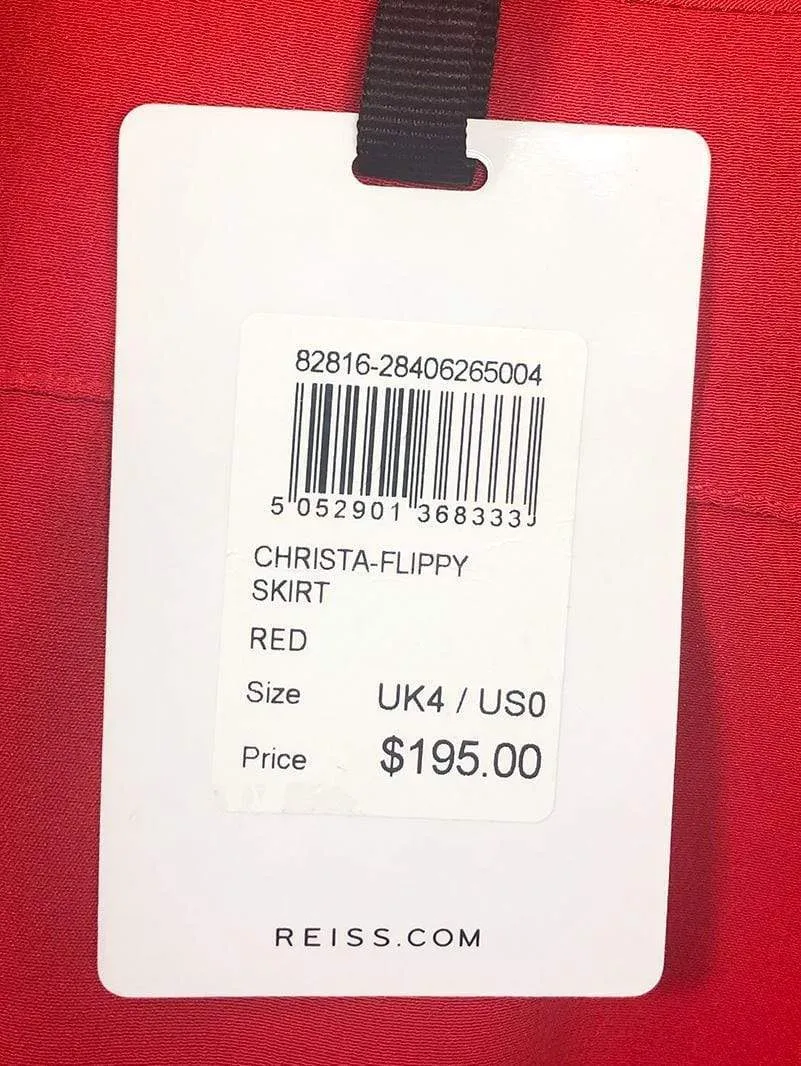 82816-28406265004
5 052901 368333
CHRISTA-FLIPPY
SKIRT
RED
Size UK4 / US0
Price $195.00
REISS.COM